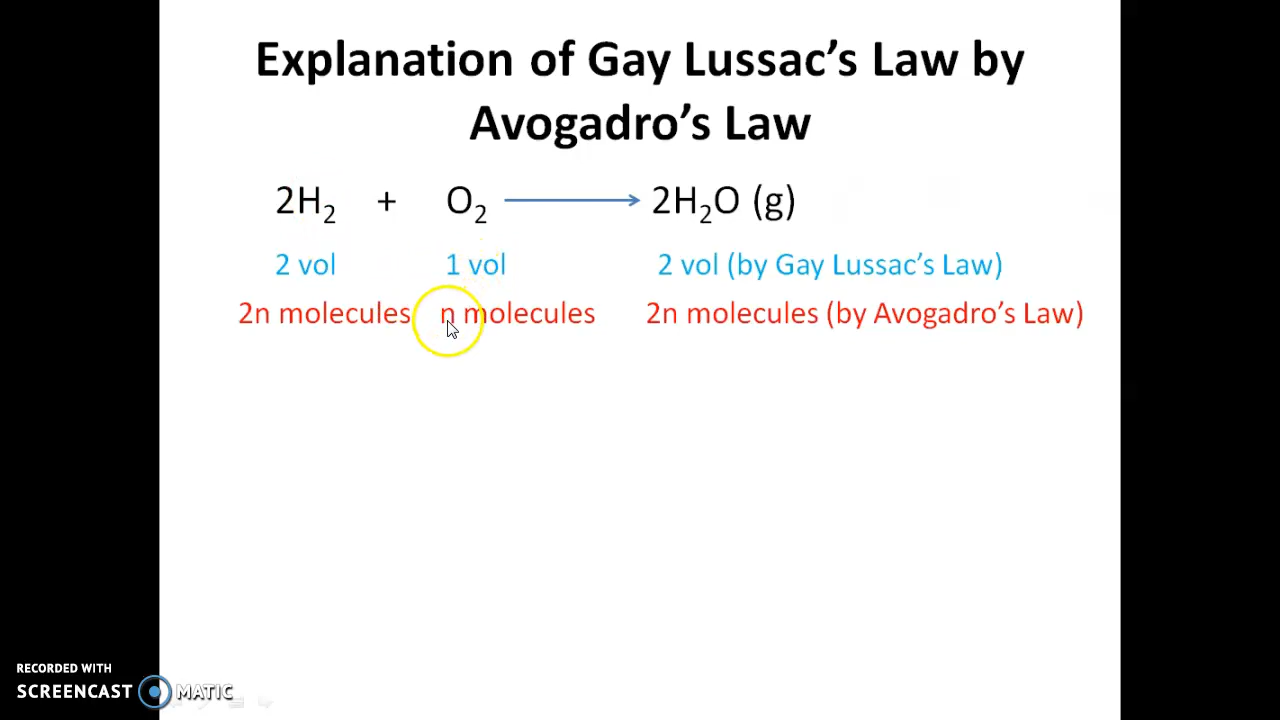 Explanation of Gay Lussac’s Law by
Avogadro’s Law
2H₂ + O₂ → 2H₂O (g)
2 vol 1 vol 2 vol (by Gay Lussac’s Law)
2n molecules n molecules 2n molecules (by Avogadro’s Law)
RECORDED WITH
SCREENCAST MATIC